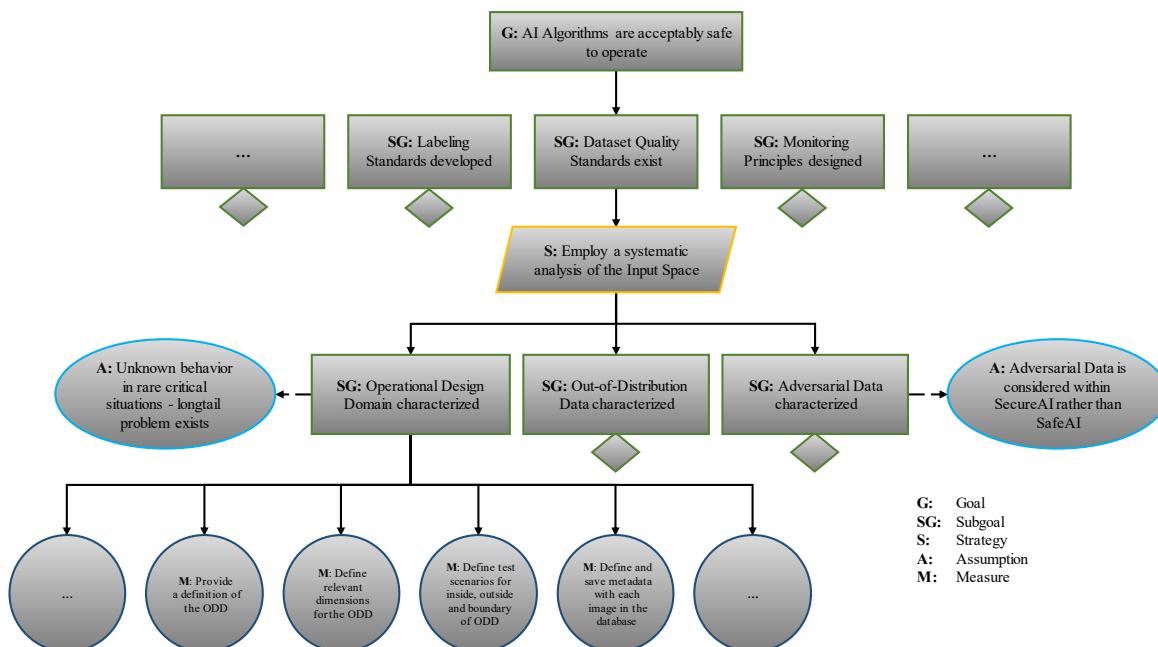 G: AI Algorithms are acceptably safe
to operate
...
SG: Labeling
Standards developed
SG: Dataset Quality
Standards exist
SG: Monitoring
Principles designed
...
S: Employ a systematic
analysis of the Input Space
A: Unknown behavior
in rare critical
situations - longtail
problem exists
SG: Operational Design
Domain characterized
SG: Out-of-Distribution
Data characterized
SG: Adversarial Data
characterized
A: Adversarial Data is
considered within
SecureAI rather than
SafeAI
...
M: Provide
a definition of
the ODD
M: Define
relevant
dimensions
for the ODD
M: Define test
scenarios for
inside, outside
and boundary
of ODD
M: Define and
save metadata
with each
image in the
database
...
G: Goal
SG: Subgoal
S: Strategy
A: Assumption
M: Measure